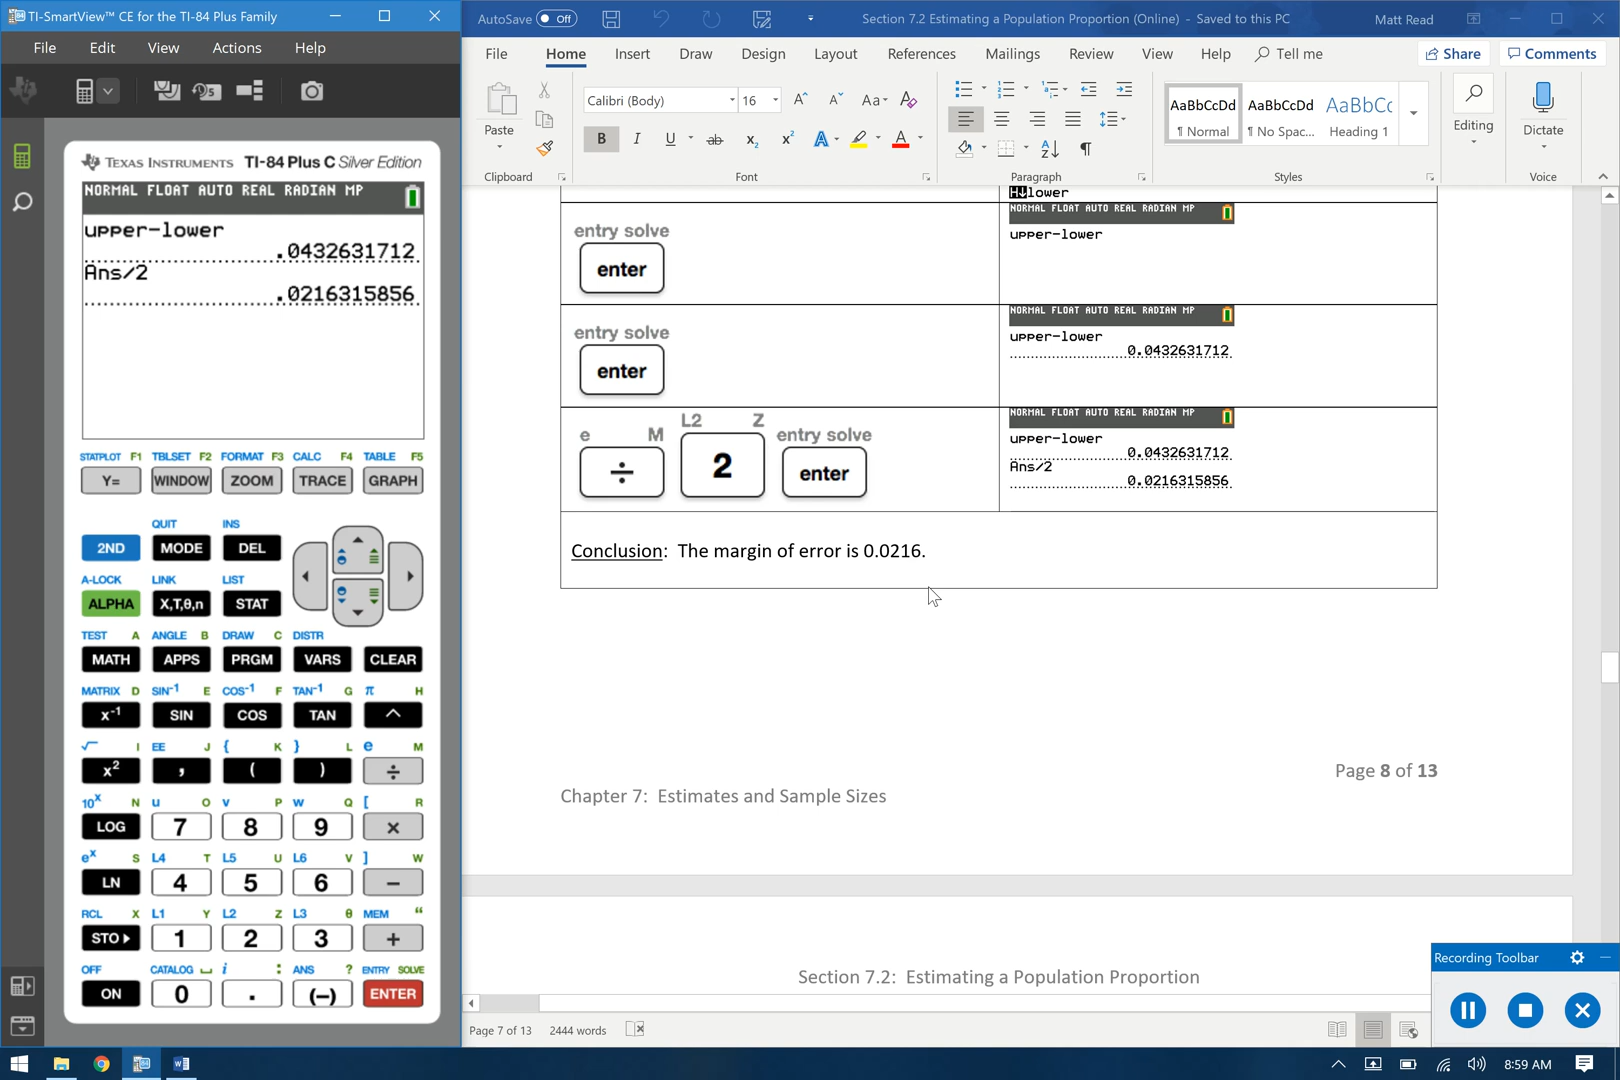 TI-SmartView™ CE for the TI-84 Plus Family
File Edit View Actions Help
TEXAS INSTRUMENTS TI-84 Plus C Silver Edition
NORMAL FLOAT AUTO REAL RADIAN MP
upper-lower
.0432631712
Ans/2
.0216315856
STATPLOT F1 TBLSET F2 FORMAT F3 CALC F4 TABLE F5
Y= WINDOW ZOOM TRACE GRAPH
QUIT INS
2ND MODE DEL
A-LOCK LINK LIST
ALPHA X,T,θ,n STAT
TEST A ANGLE B DRAW C DISTR
MATH APPS PRGM VARS CLEAR
MATRIX D SIN⁻¹ E COS⁻¹ F TAN⁻¹ G π H
x⁻¹ SIN COS TAN ^
√ I EE J { K } L e M
x² , ( ) ÷
10ˣ N u O v P w Q [ R
LOG 7 8 9 ×
eˣ S L4 T L5 U L6 V ] W
LN 4 5 6 −
RCL X L1 Y L2 Z L3 θ MEM “
STO▸ 1 2 3 +
OFF CATALOG ␣ i : ANS ? ENTRY SOLVE
ON 0 . (−) ENTER
AutoSave Off Section 7.2 Estimating a Population Proportion (Online) - Saved to this PC Matt Read
File Home Insert Draw Design Layout References Mailings Review View Help Tell me Share Comments
Paste
Calibri (Body) 16 A A Aa A
B I U ab x₂ x² A A
AaBbCcDd AaBbCcDd AaBbCc
¶ Normal ¶ No Spac... Heading 1
Editing
Dictate
Clipboard Font Paragraph Styles Voice
lower
entry solve
enter
NORMAL FLOAT AUTO REAL RADIAN MP
upper-lower
entry solve
enter
NORMAL FLOAT AUTO REAL RADIAN MP
upper-lower
0.0432631712
e M L2 Z entry solve
÷ 2 enter
NORMAL FLOAT AUTO REAL RADIAN MP
upper-lower
0.0432631712
Ans/2
0.0216315856
Conclusion: The margin of error is 0.0216.
Page 8 of 13
Chapter 7: Estimates and Sample Sizes
Section 7.2: Estimating a Population Proportion
Recording Toolbar
Page 7 of 13 2444 words
8:59 AM